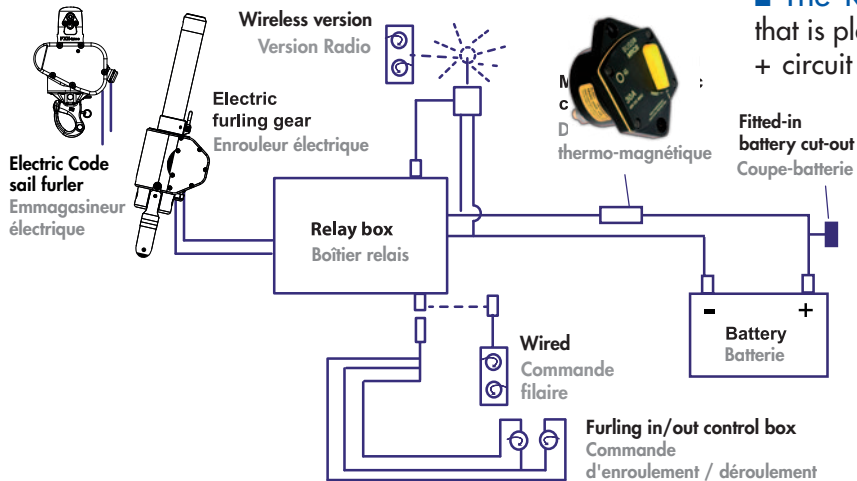 Wireless version
Version Radio
■ The
that is pla
+ circuit
Electric
furling gear
Enrouleur électrique
Electric Code
sail furler
Emmagasineur
électrique
thermo-magnétique
Fitted-in
battery cut-out
Coupe-batterie
Relay box
Boîtier relais
- +
Battery
Batterie
Wired
Commande
filaire
Furling in/out control box
Commande
d'enroulement / déroulement